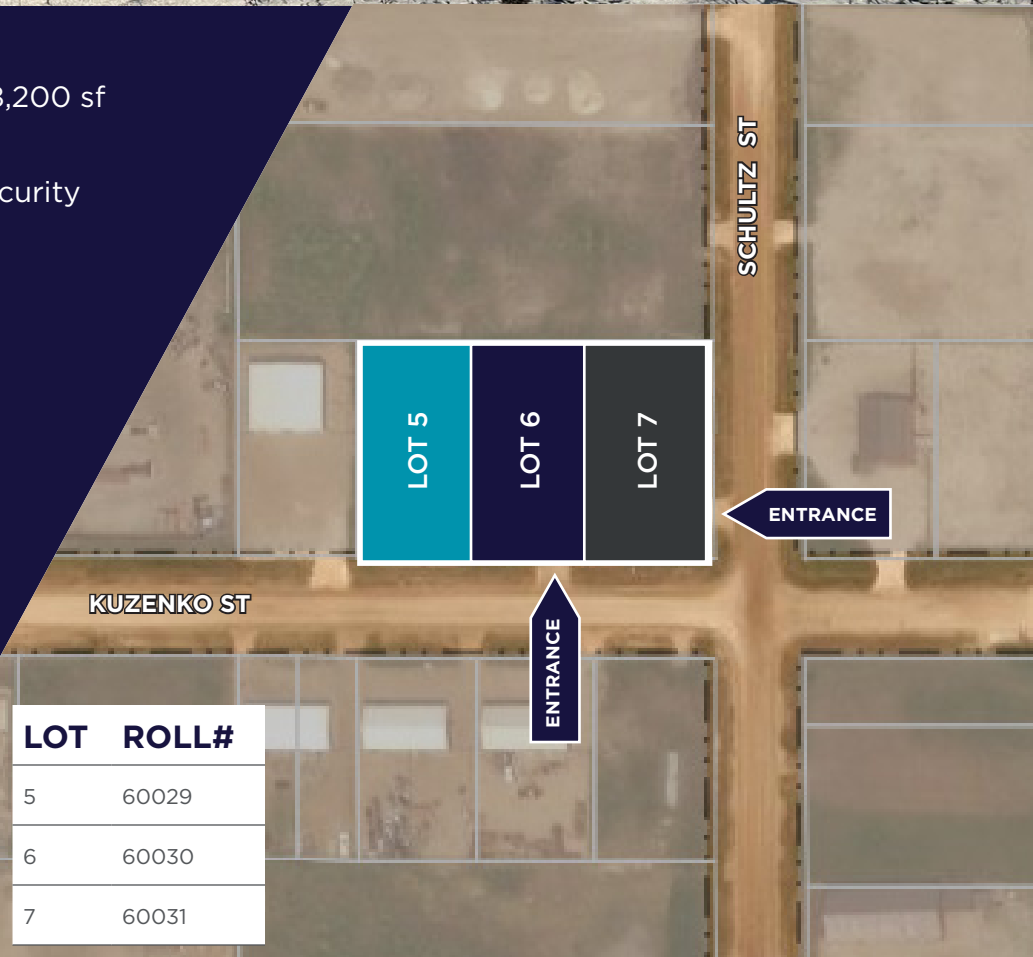 ,200 sf
SCHULTZ ST
LOT 5
LOT 6
LOT 7
ENTRANCE
KUZENKO ST
ENTRANCE
LOT ROLL#
5 60029
6 60030
7 60031